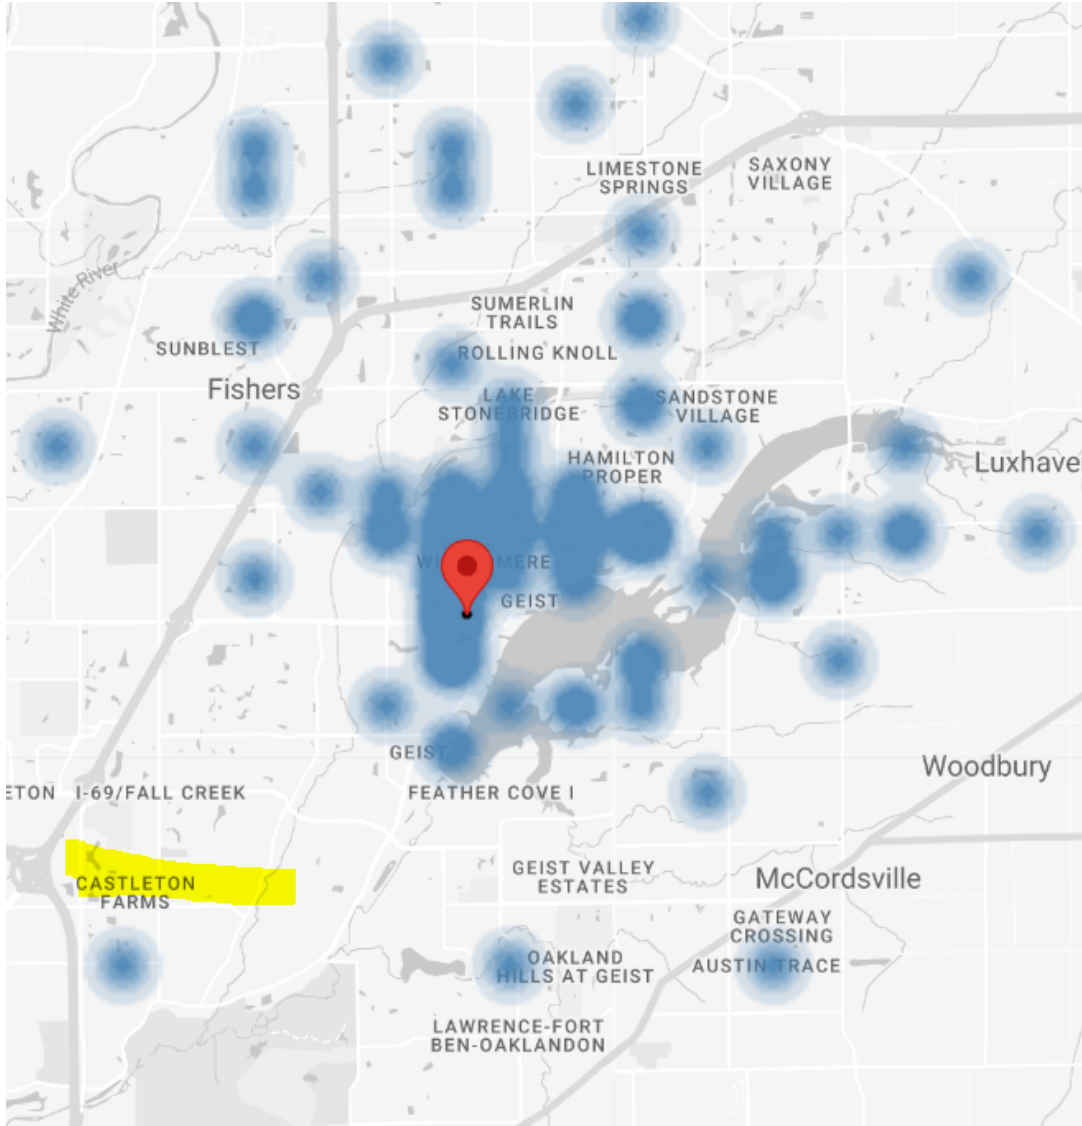 LIMESTONE
SPRINGS
SAXONY
VILLAGE
White River
SUMERLIN
TRAILS
SUNBLEST
ROLLING KNOLL
Fishers
LAKE
STONEBRIDGE
SANDSTONE
VILLAGE
HAMILTON
PROPER
Luxhave
GEIST
GEIST
Woodbury
ETON
I-69/FALL CREEK
FEATHER COVE I
CASTLETON
FARMS
GEIST VALLEY
ESTATES
McCordsville
GATEWAY
CROSSING
OAKLAND
HILLS AT GEIST
AUSTIN TRACE
LAWRENCE-FORT
BEN-OAKLANDON